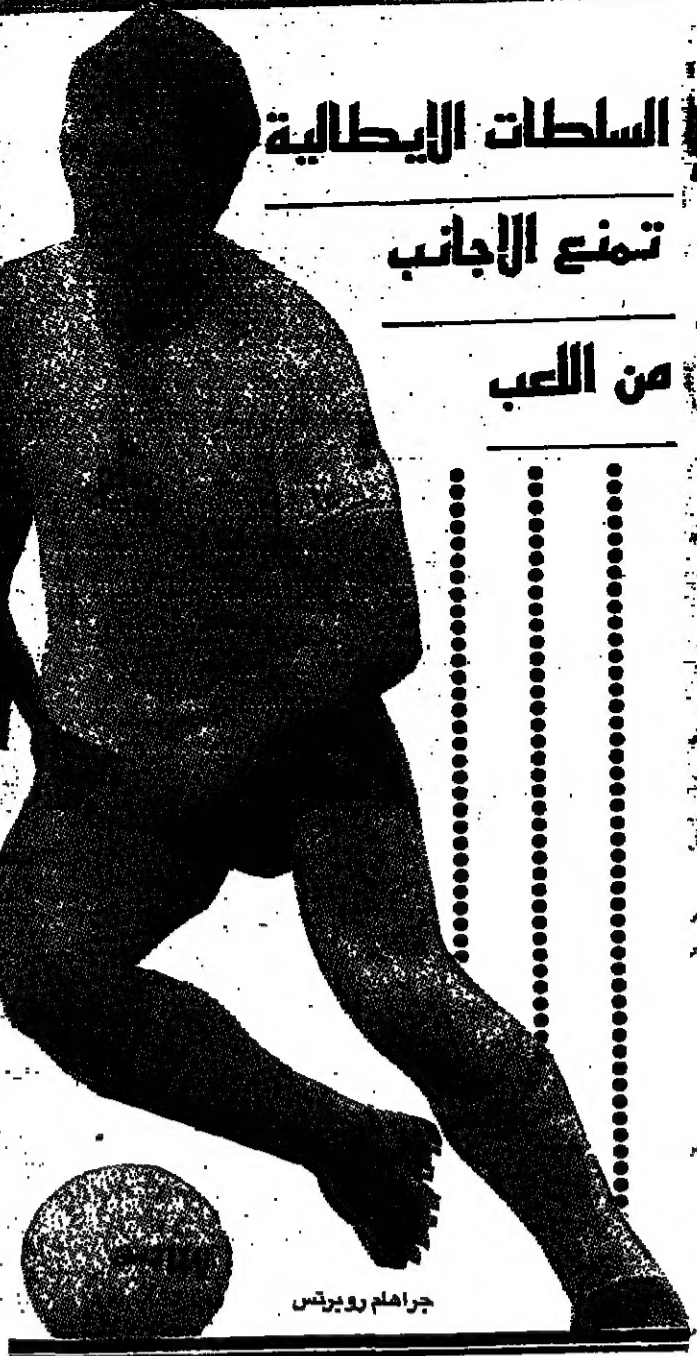 السلطات الايطالية
تمنع الاجانب
من اللعب
جراهام روبرتس